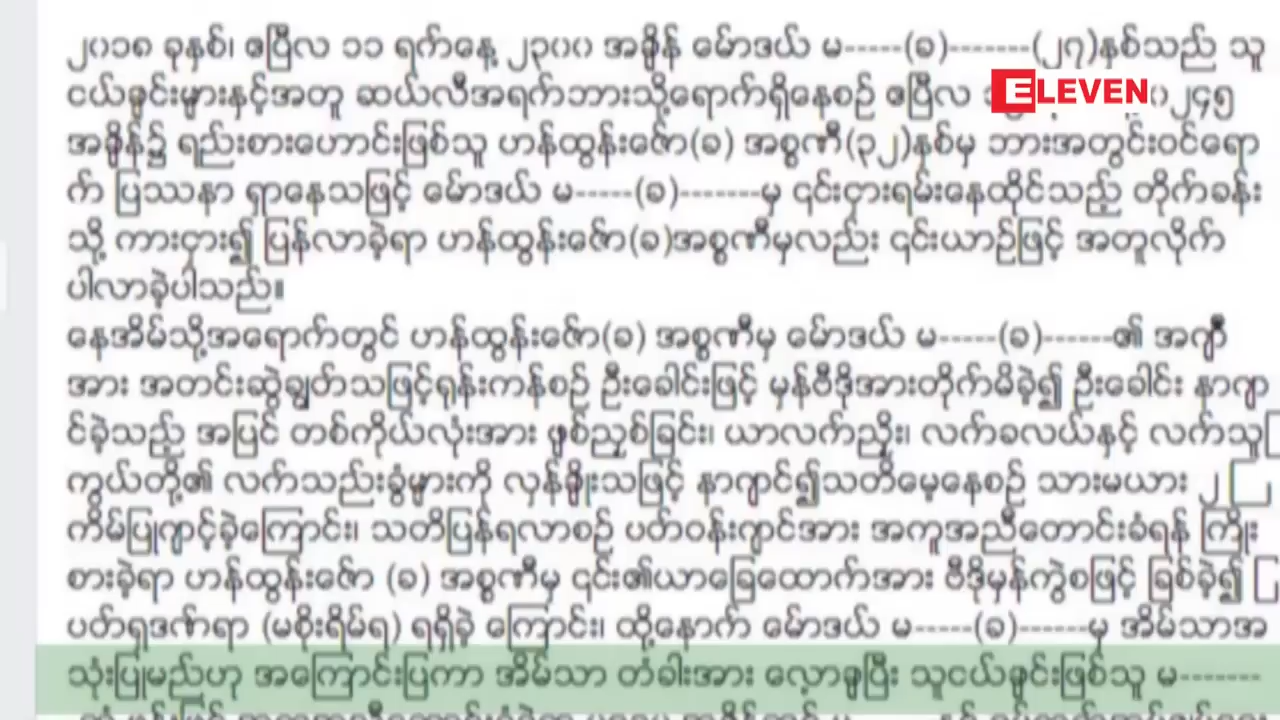 ၂၀၁၈ ခုနှစ်၊ ဧပြီလ ၁၁ ရက်နေ့ ၂၃၀၀ အချိန် မော်ဒယ် မ-----(ခ)-------(၂၇)နှစ်သည် သူ
ငယ်ချင်းများနှင့်အတူ ဆယ်လီအရက်ဘားသို့ရောက်ရှိနေစဉ် ဧပြီလ ၀၂၄၅
ELEVEN
အချိန်၌ ရည်းစားဟောင်းဖြစ်သူ ဟန်ထွန်းဇော်(ခ) အစ္စဏီ(၃၂)နှစ်မှ ဘားအတွင်းဝင်ရော
က် ပြဿနာ ရှာနေသဖြင့် မော်ဒယ် မ-----(ခ)-------မှ ၎င်းငှားရမ်းနေထိုင်သည့် တိုက်ခန်း
သို့ ကားငှား၍ ပြန်လာခဲ့ရာ ဟန်ထွန်းဇော်(ခ)အစ္စဏီမှလည်း ၎င်းယာဉ်ဖြင့် အတူလိုက်
ပါလာခဲ့ပါသည်။
နေအိမ်သို့အရောက်တွင် ဟန်ထွန်းဇော်(ခ) အစ္စဏီမှ မော်ဒယ် မ-----(ခ)------၏ အင်္ကျီ
အား အတင်းဆွဲချွတ်သဖြင့်ရုန်းကန်စဉ် ဦးခေါင်းဖြင့် မှန်ဗီဒိုအားတိုက်မိခဲ့၍ ဦးခေါင်း နာကျ
င်ခဲ့သည့် အပြင် တစ်ကိုယ်လုံးအား ဖျစ်ညှစ်ခြင်း၊ ယာလက်ညှိုး၊ လက်ခလယ်နှင့် လက်သူြ
ကွယ်တို့၏ လက်သည်းခွံများကို လှန်ချိုးသဖြင့် နာကျင်၍သတိမေ့နေစဉ် သားမယား ၂ ြ
ကိမ်ပြုကျင့်ခဲ့ကြောင်း၊ သတိပြန်ရလာစဉ် ပတ်ဝန်းကျင်အား အကူအညီတောင်းခံရန် ကြိုး
စားခဲ့ရာ ဟန်ထွန်းဇော် (ခ) အစ္စဏီမှ ၎င်း၏ယာခြေထောက်အား ဗီဒိုမှန်ကွဲစဖြင့် ခြစ်ခဲ့၍ ြ
ပတ်ရှဒဏ်ရာ (မစိုးရိမ်ရ) ရရှိခဲ့ ကြောင်း၊ ထို့နောက် မော်ဒယ် မ-----(ခ)------မှ အိမ်သာအ
သုံးပြုမည်ဟု အကြောင်းပြကာ အိမ်သာ တံခါးအား လော့ချပြီး သူငယ်ချင်းဖြစ်သူ မ-------